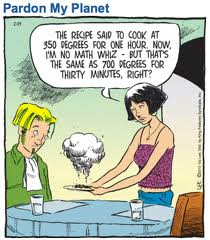 Pardon My Planet
THE RECIPE SAID TO COOK AT
350 DEGREES FOR ONE HOUR. NOW,
I'M NO MATH WHIZ - BUT THAT'S
THE SAME AS 700 DEGREES FOR
THIRTY MINUTES, RIGHT?